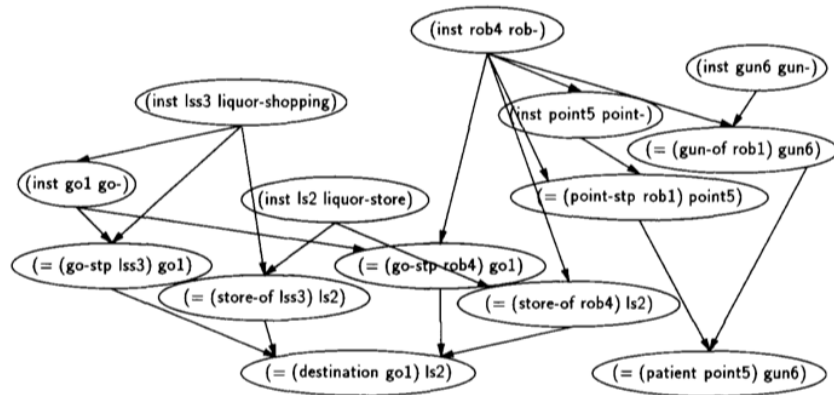 (inst rob4 rob-)
(inst gun6 gun-)
(inst lss3 liquor-shopping)
(inst point5 point-)
(= (gun-of rob1) gun6)
(inst go1 go-)
(inst ls2 liquor-store)
(= (point-stp rob1) point5)
(= (go-stp lss3) go1)
(= (go-stp rob4) go1)
(= (store-of lss3) ls2)
(= (store-of rob4) ls2)
(= (destination go1) ls2)
(= (patient point5) gun6)